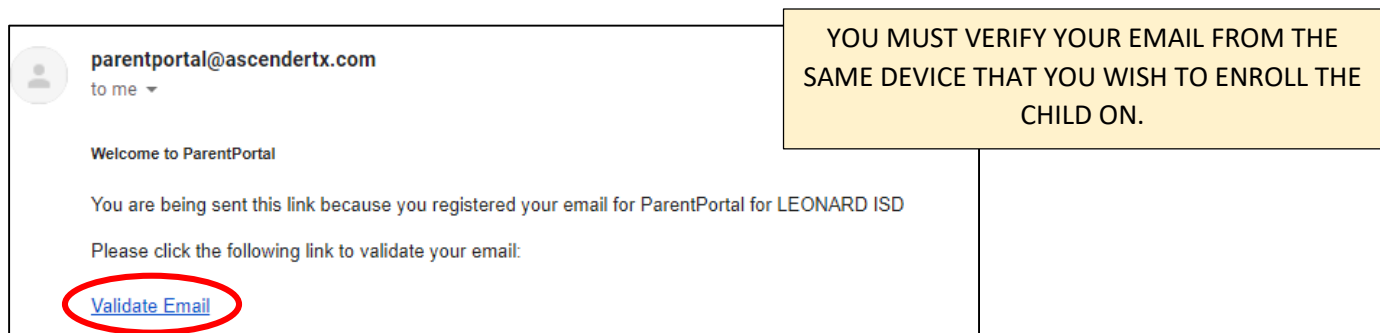 parentportal@ascendertx.com
to me
Welcome to ParentPortal
You are being sent this link because you registered your email for ParentPortal for LEONARD ISD
Please click the following link to validate your email:
Validate Email
YOU MUST VERIFY YOUR EMAIL FROM THE
SAME DEVICE THAT YOU WISH TO ENROLL THE
CHILD ON.